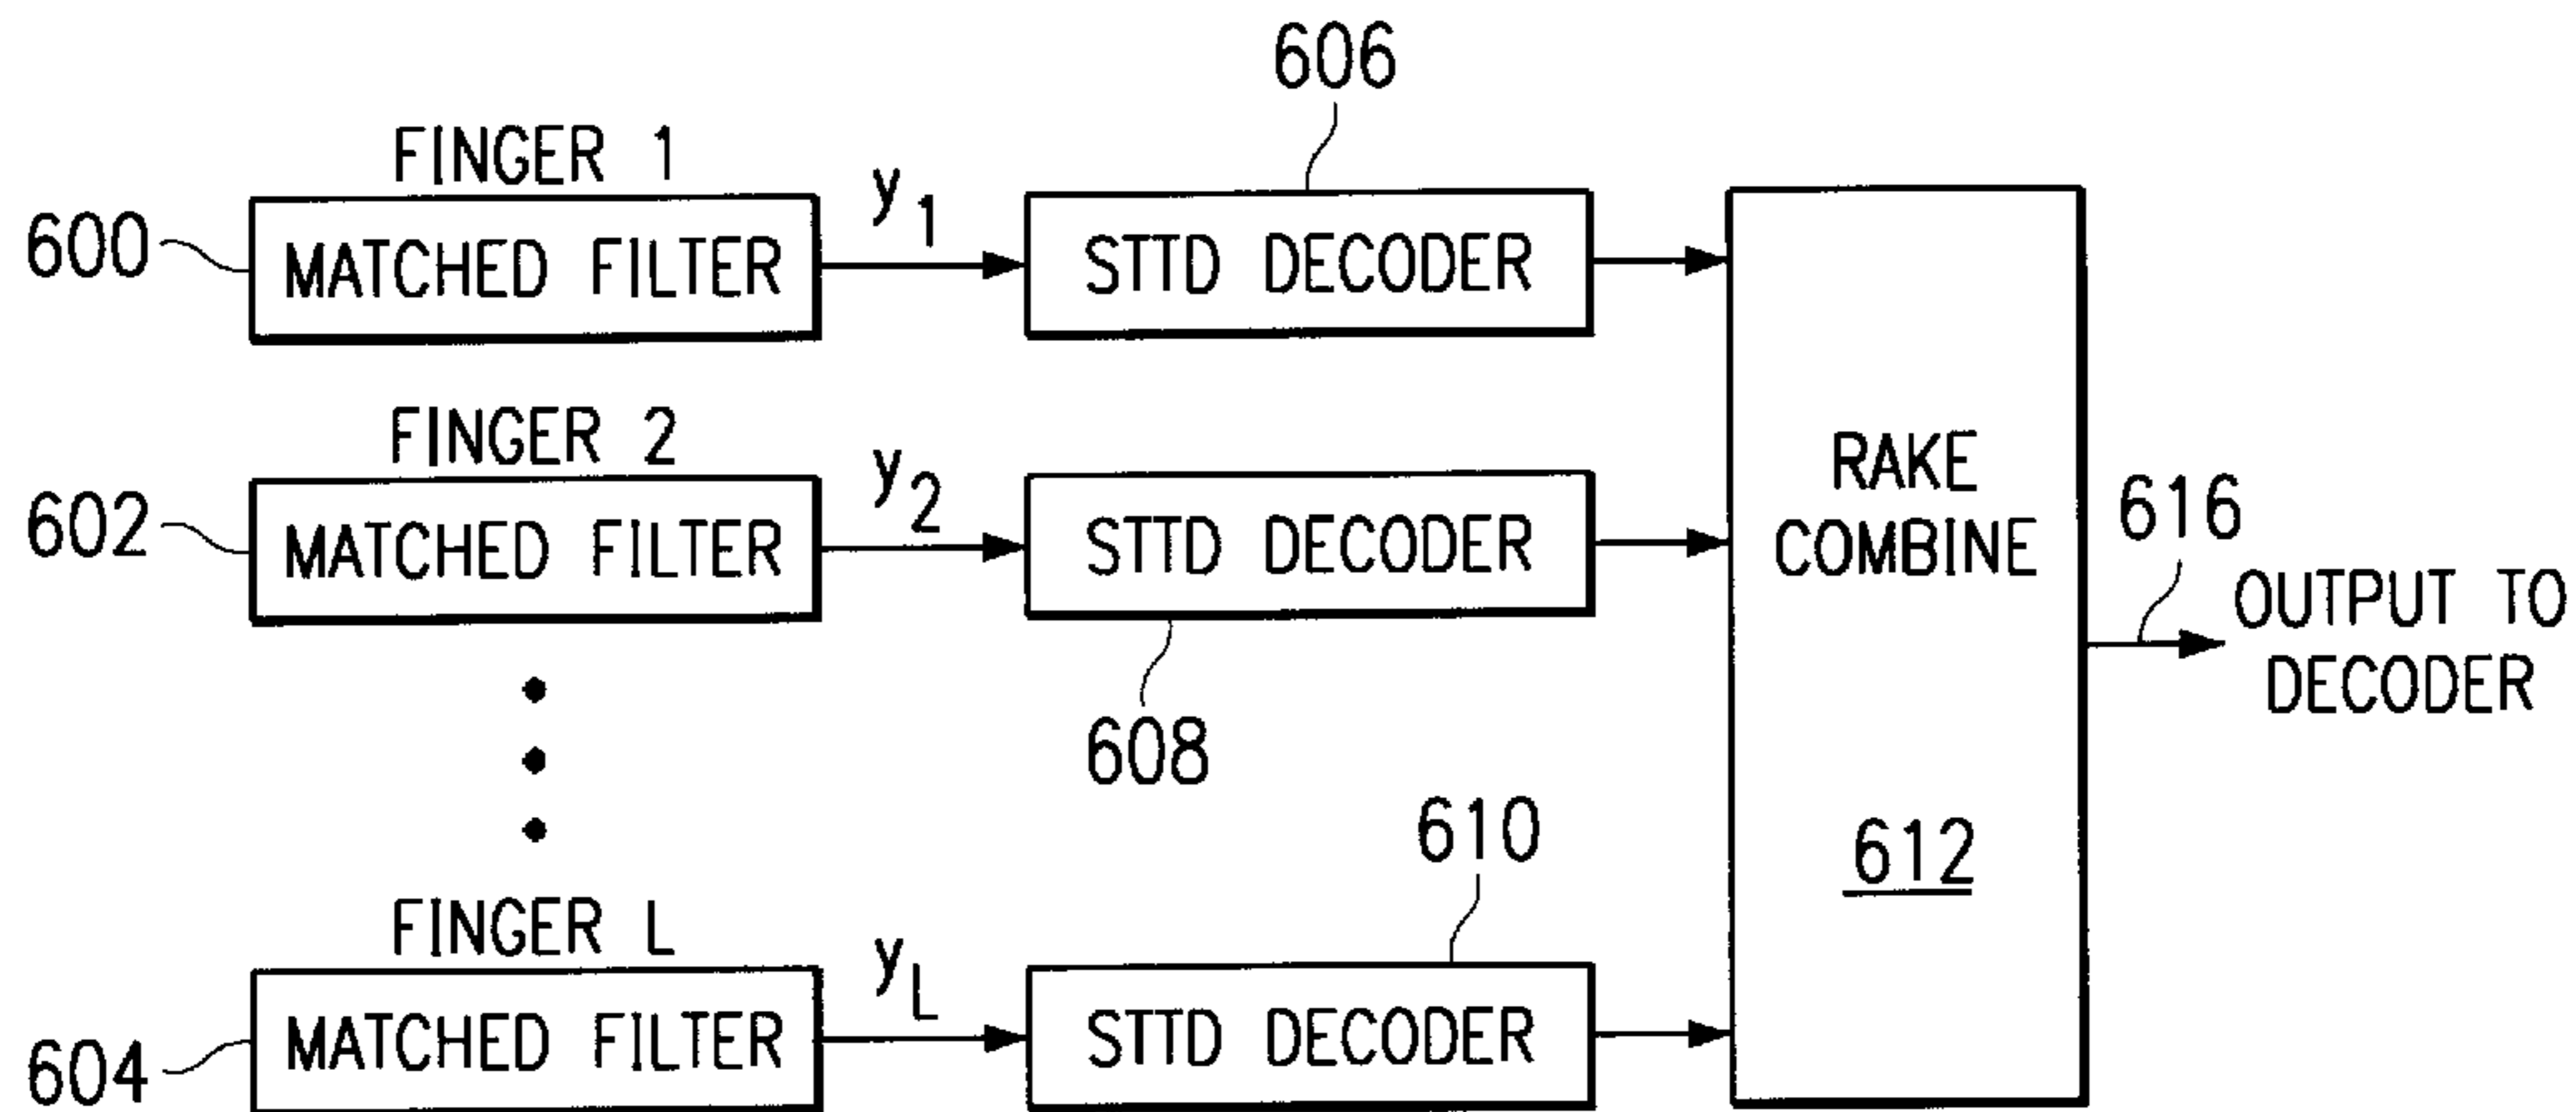 606
FINGER 1
600
MATCHED FILTER
y1
STTD DECODER
FINGER 2
602
MATCHED FILTER
y2
STTD DECODER
608
RAKE
COMBINE
612
616
OUTPUT TO
DECODER
610
FINGER L
604
MATCHED FILTER
yL
STTD DECODER